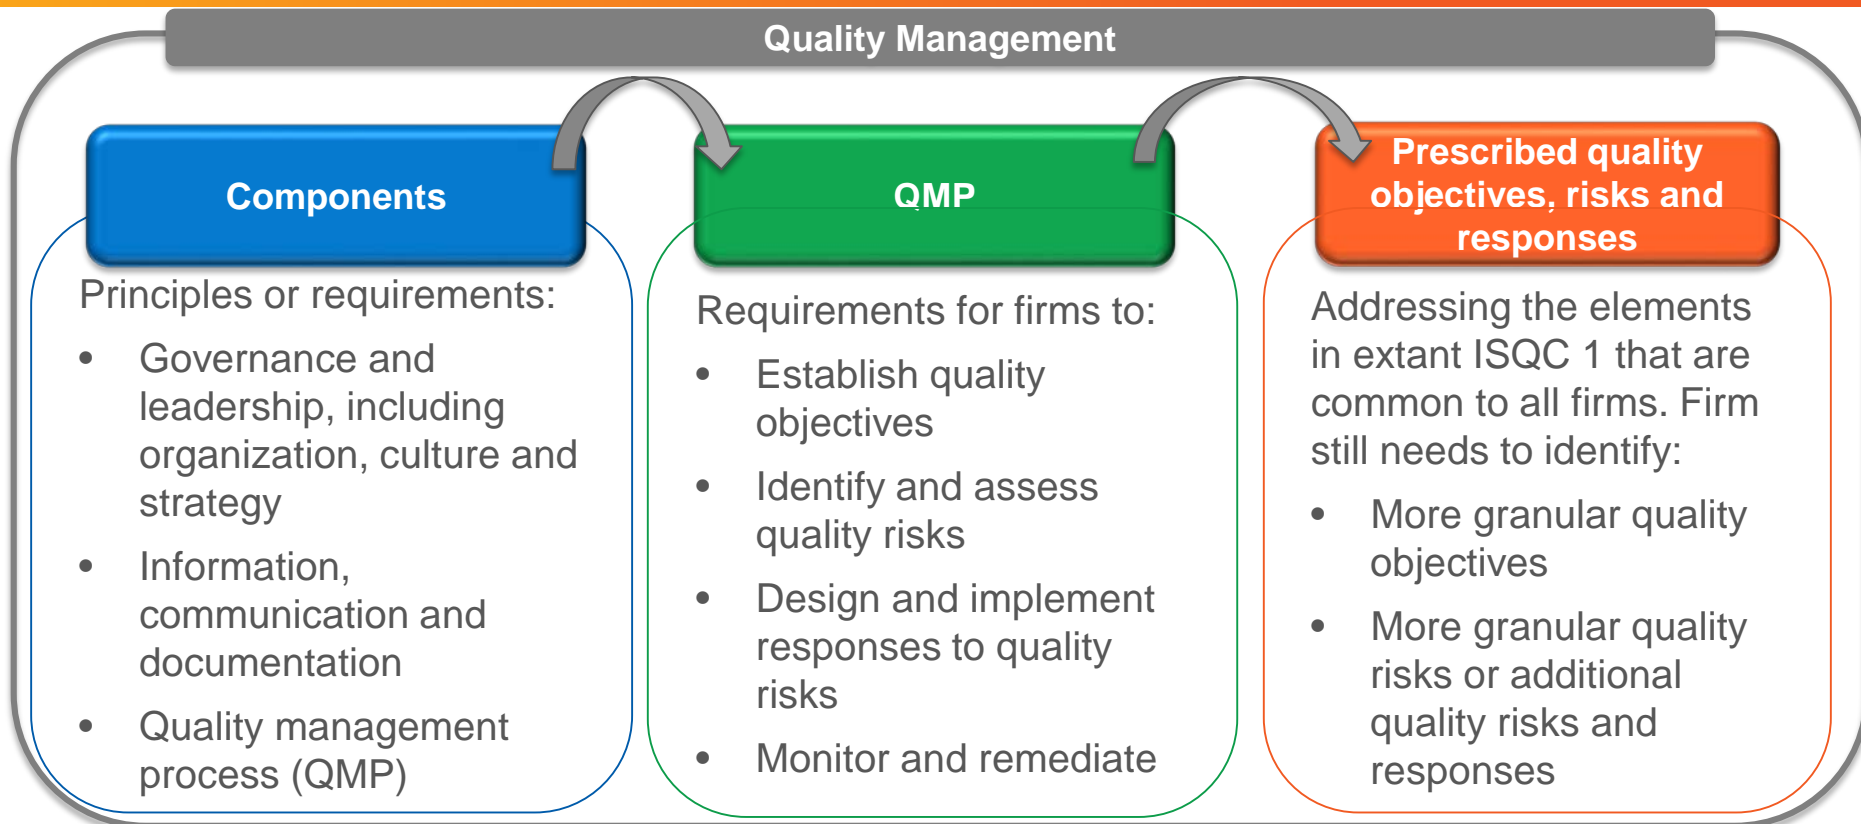 Quality Management
Components
Principles or requirements:
• Governance and
leadership, including
organization, culture and
strategy
• Information,
communication and
documentation
• Quality management
process (QMP)
QMP
Requirements for firms to:
• Establish quality
objectives
• Identify and assess
quality risks
• Design and implement
responses to quality
risks
• Monitor and remediate
Prescribed quality
objectives, risks and
responses
Addressing the elements
in extant ISQC 1 that are
common to all firms. Firm
still needs to identify:
• More granular quality
objectives
• More granular quality
risks or additional
quality risks and
responses